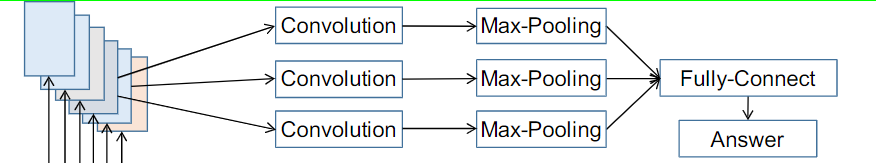 Convolution
Max-Pooling
Convolution
Max-Pooling
Fully-Connect
Convolution
Max-Pooling
Answer